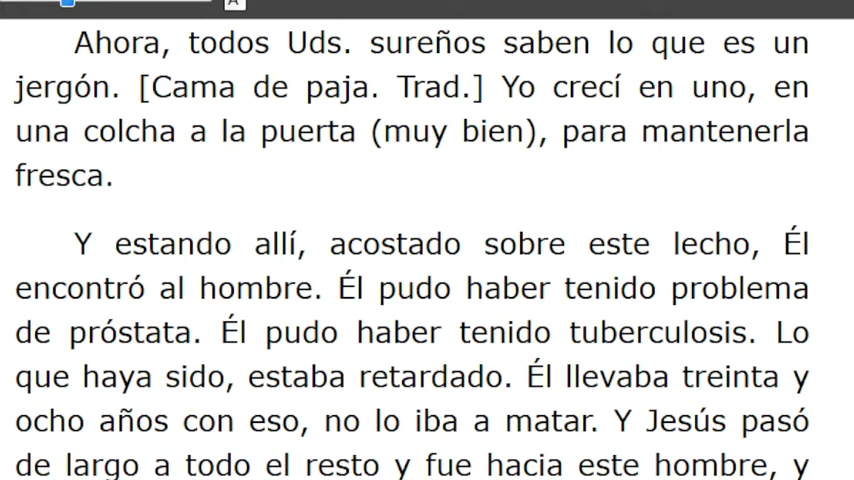 Ahora, todos Uds. sureños saben lo que es un
jergón. [Cama de paja. Trad.] Yo crecí en uno, en
una colcha a la puerta (muy bien), para mantenerla
fresca.
Y estando allí, acostado sobre este lecho, Él
encontró al hombre. Él pudo haber tenido problema
de próstata. Él pudo haber tenido tuberculosis. Lo
que haya sido, estaba retardado. Él llevaba treinta y
ocho años con eso, no lo iba a matar. Y Jesús pasó
de largo a todo el resto y fue hacia este hombre, y